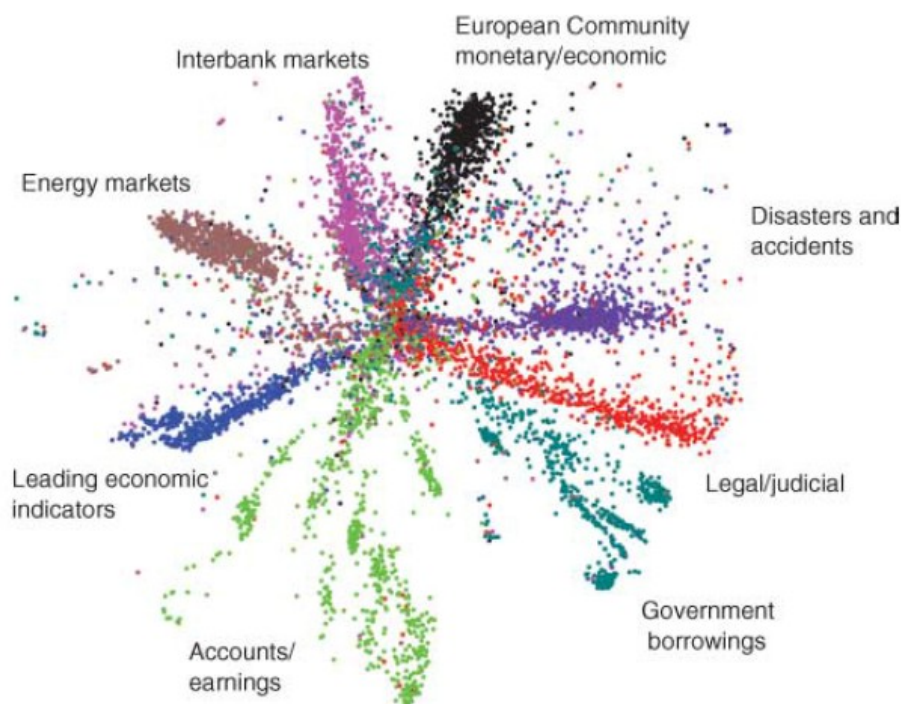 European Community
monetary/economic
Interbank markets
Energy markets
Disasters and
accidents
Leading economic
indicators
Legal/judicial
Government
borrowings
Accounts/
earnings